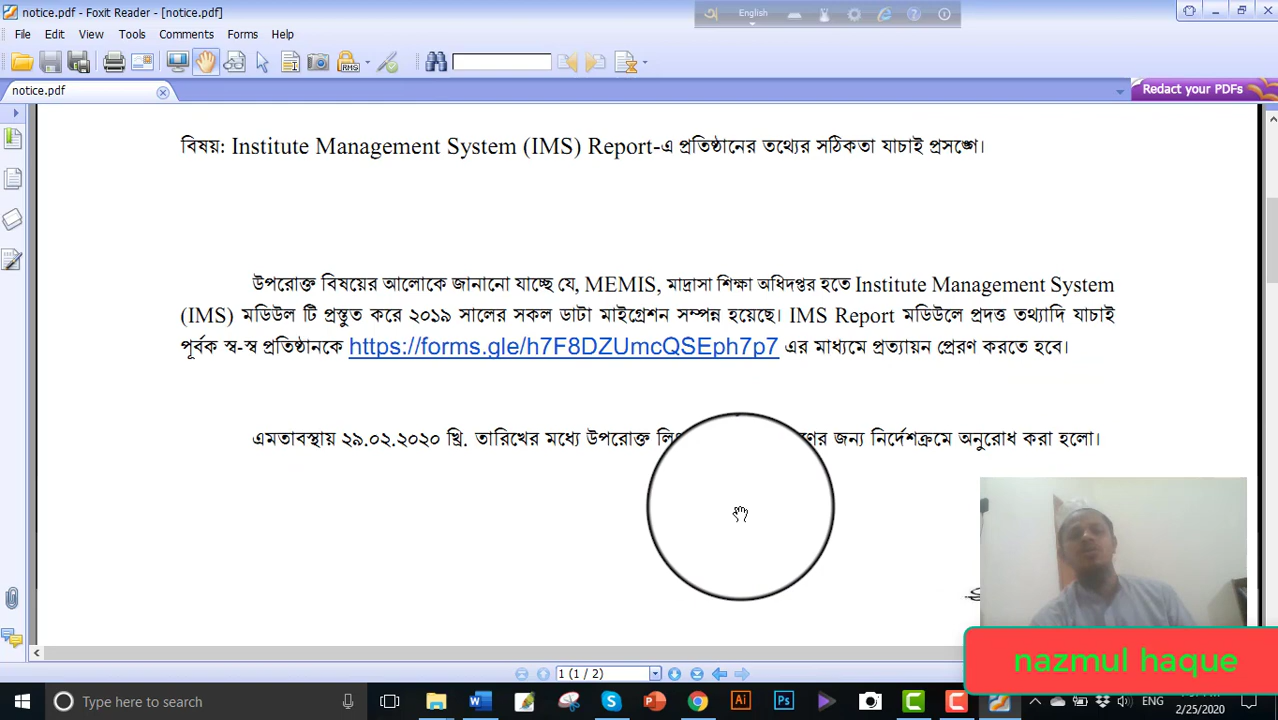 notice.pdf - Foxit Reader - [notice.pdf]
English
File Edit View Tools Comments Forms Help
notice.pdf
Redact your PDFs
বিষয়: Institute Management System (IMS) Report-এ প্রতিষ্ঠানের তথ্যের সঠিকতা যাচাই প্রসঙ্গে।
উপরোক্ত বিষয়ের আলোকে জানানো যাচ্ছে যে, MEMIS, মাদ্রাসা শিক্ষা অধিদপ্তর হতে Institute Management System
(IMS) মডিউল টি প্রস্তুত করে ২০১৯ সালের সকল ডাটা মাইগ্রেশন সম্পন্ন হয়েছে। IMS Report মডিউলে প্রদত্ত তথ্যাদি যাচাই
পূর্বক স্ব-স্ব প্রতিষ্ঠানকে https://forms.gle/h7F8DZUmcQSEph7p7 এর মাধ্যমে প্রত্যায়ন প্রেরণ করতে হবে।
এমতাবস্থায় ২৯.০২.২০২০ খ্রি. তারিখের মধ্যে উপরোক্ত জন্য নির্দেশক্রমে অনুরোধ করা হলো।
nazmul haque
1 (1 / 2)
Type here to search
ENG
2/25/2020